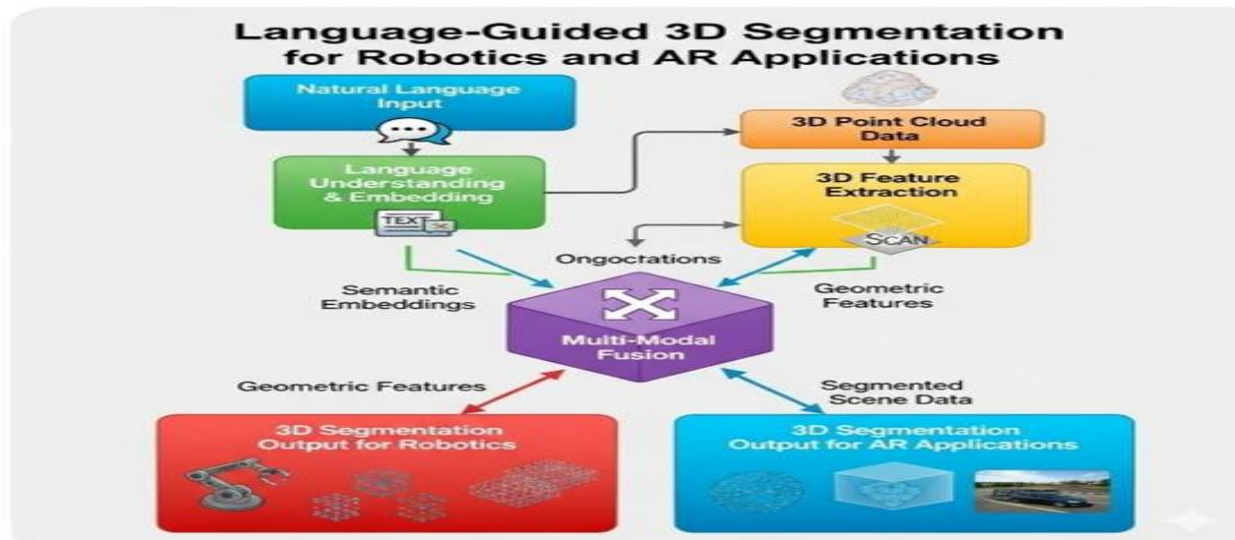 Language-Guided 3D Segmentation
for Robotics and AR Applications
Natural Language
Input
3D Point Cloud
Data
Language
Understanding
& Embedding
TEXT
3D Feature
Extraction
SCAN
Ongoctations
Semantic
Embeddings
Geometric
Features
Multi-Modal
Fusion
Geometric Features
Segmented
Scene Data
3D Segmentation
Output for Robotics
3D Segmentation
Output for AR Applications